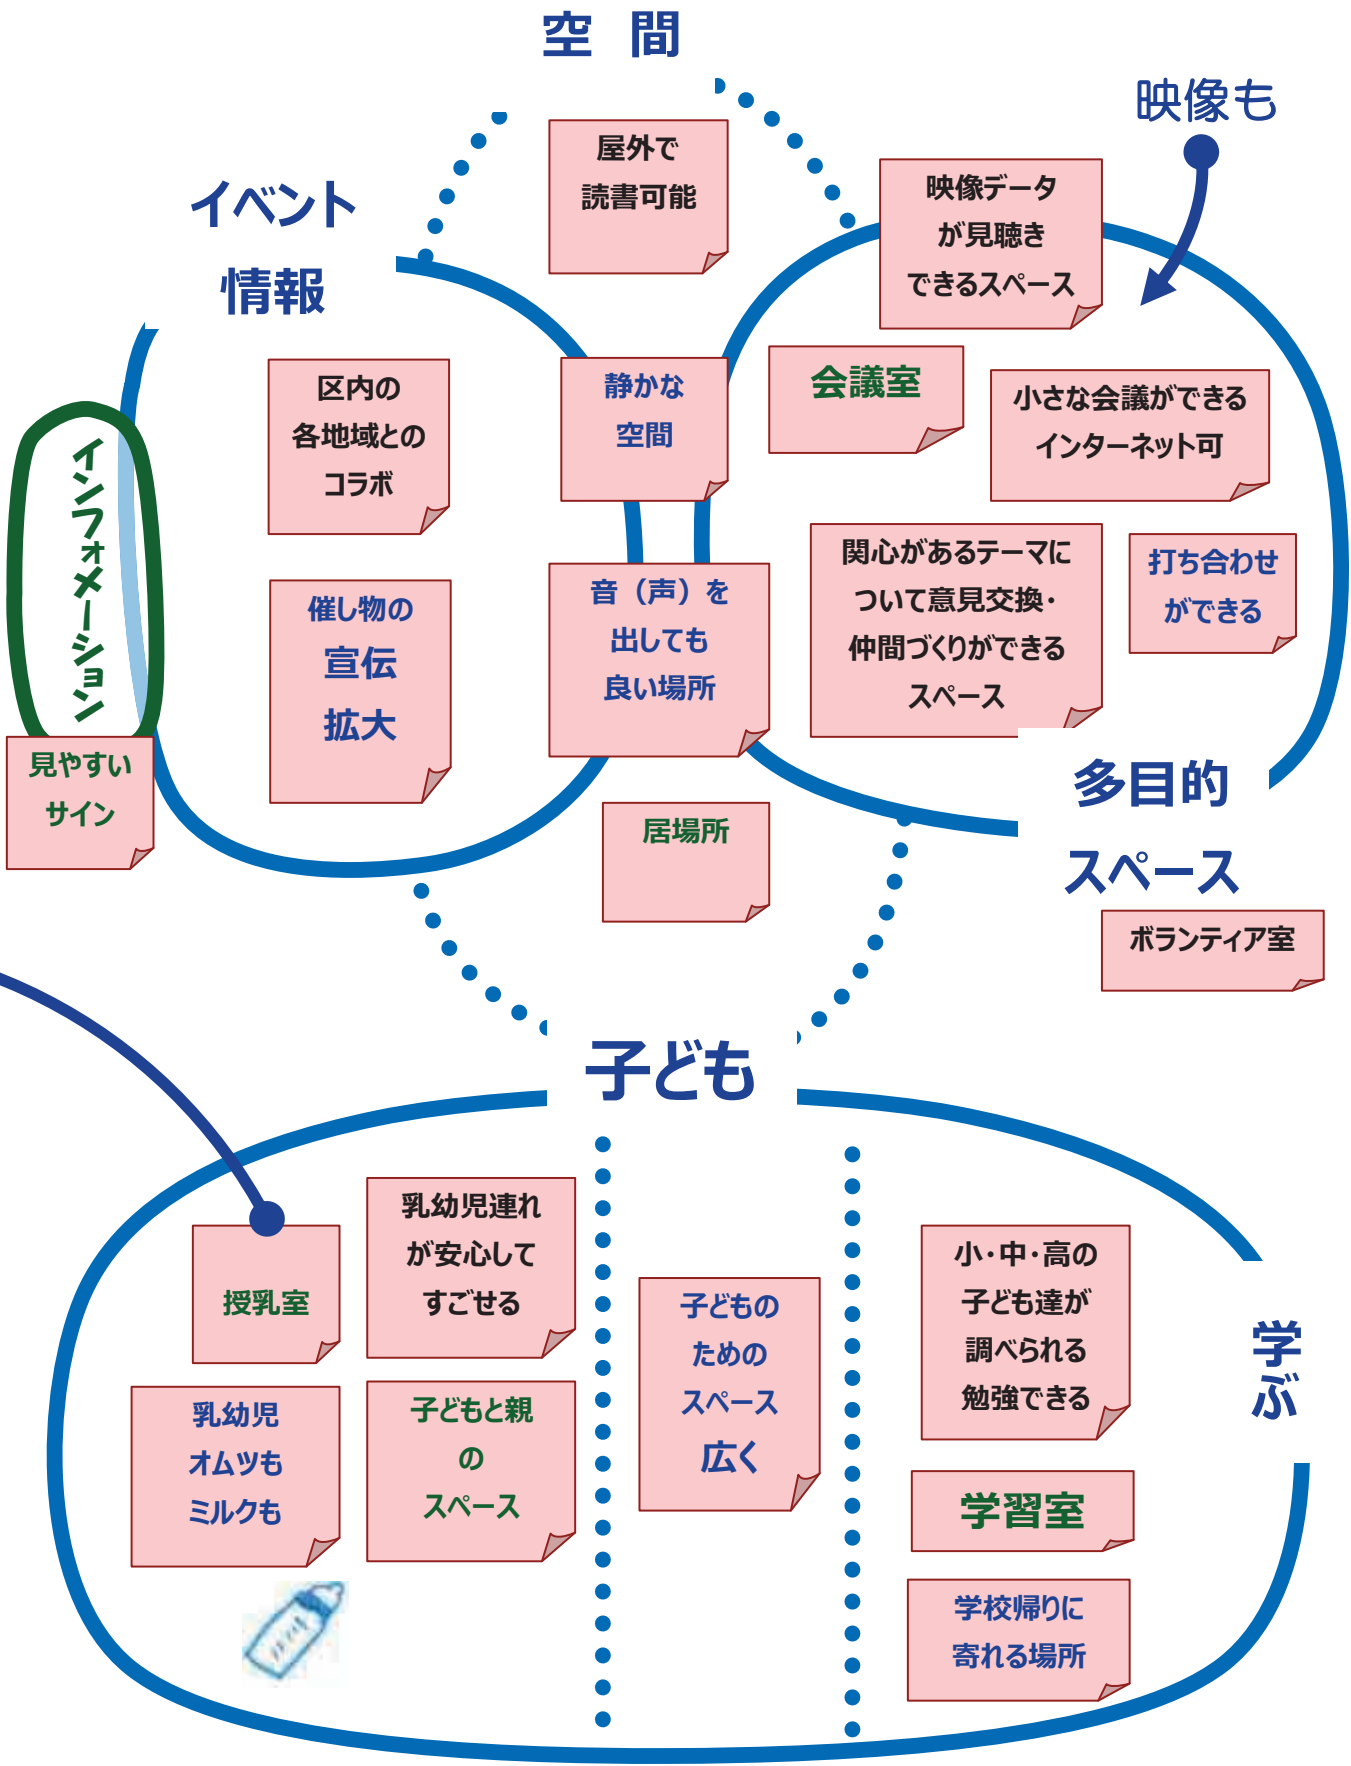 空 間
映像も
屋外で
読書可能
映像データ
が見聴き
できるスペース
イベント
情報
区内の
各地域との
コラボ
静かな
空間
会議室
小さな会議ができる
インターネット可
インフォメーション
催し物の
宣伝
拡大
音（声）を
出しても
良い場所
関心があるテーマに
ついて意見交換・
仲間づくりができる
スペース
打ち合わせ
ができる
見やすい
サイン
居場所
多目的
スペース
ボランティア室
子ども
授乳室
乳幼児連れ
が安心して
すごせる
乳幼児
オムツも
ミルクも
子どもと親
の
スペース
子どもの
ための
スペース
広く
小・中・高の
子ども達が
調べられる
勉強できる
学ぶ
学習室
学校帰りに
寄れる場所